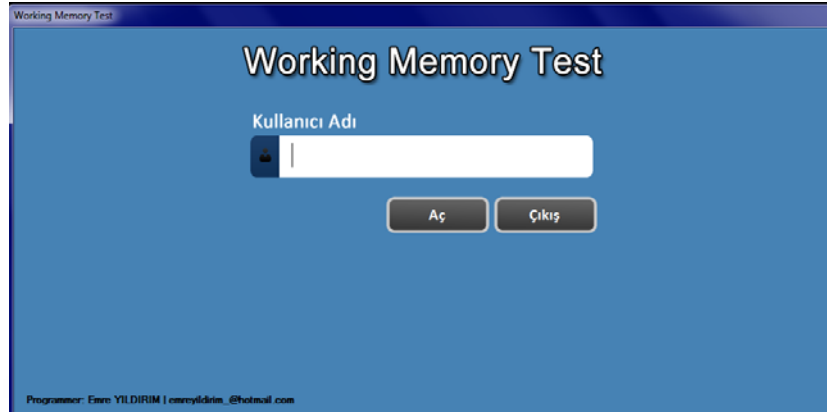 Working Memory Test
Working Memory Test
Kullanıcı Adı
Aç Çıkış
Programmer: Emre YILDIRIM | emreyildirim_@hotmail.com